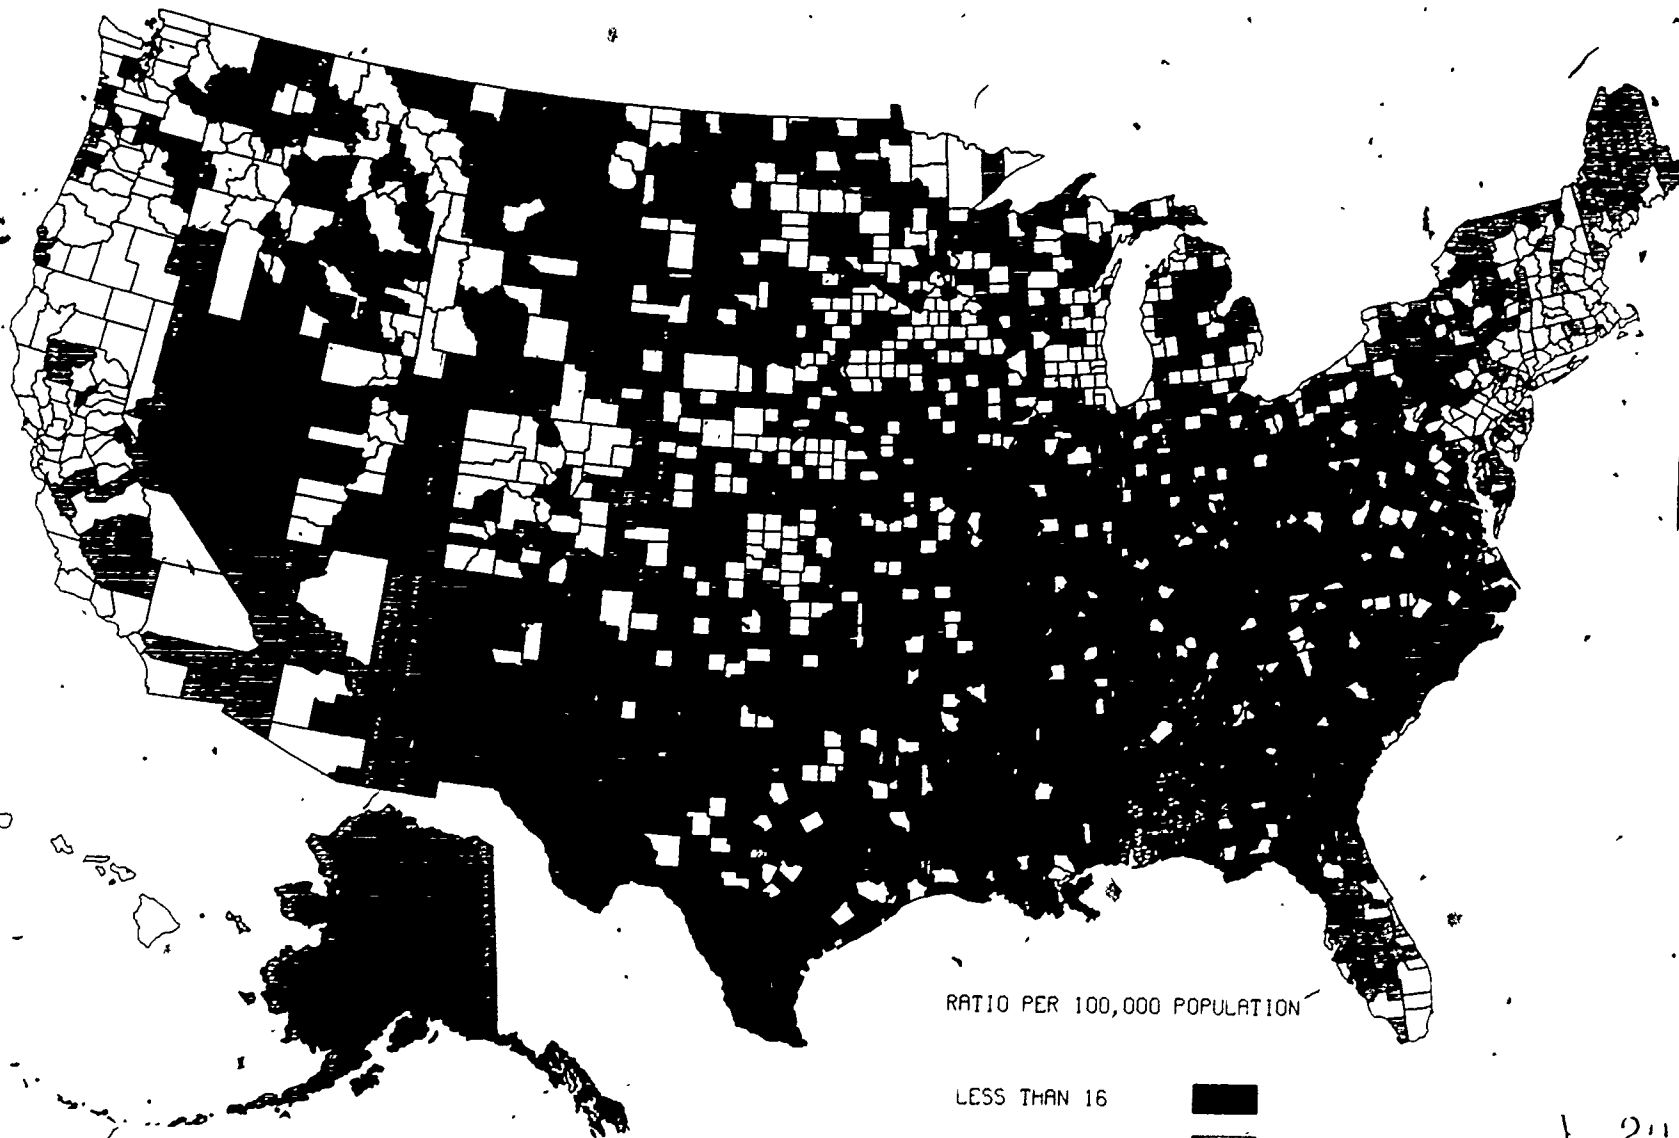 RATIO PER 100,000 POPULATION
LESS THAN 16